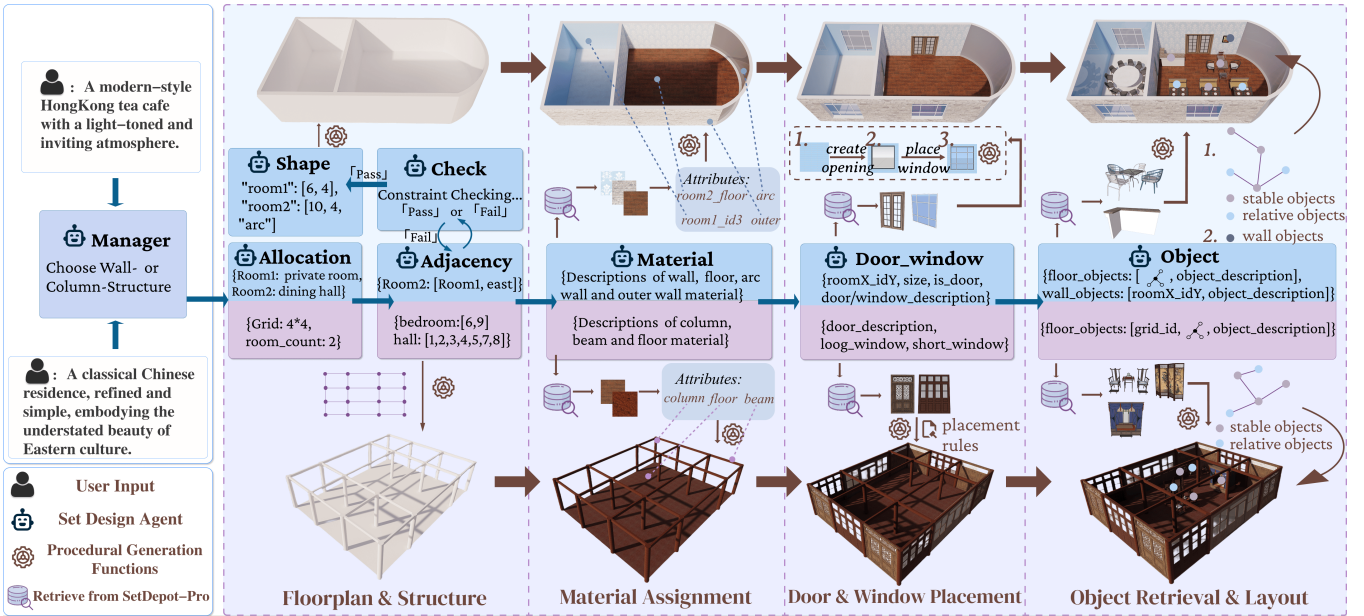 : A modern-style
HongKong tea cafe
with a light-toned and
inviting atmosphere.
Manager
Choose Wall- or
Column-Structure
: A classical Chinese
residence, refined and
simple, embodying the
understated beauty of
Eastern culture.
User Input
Set Design Agent
Procedural Generation
Functions
Retrieve from SetDepot-Pro
Shape
"room1": [6, 4],
"room2": [10, 4,
"arc"]
「Pass」
Check
Constraint Checking...
「Pass」 or 「Fail」
「Fail」
Allocation
{Room1: private room,
Room2: dining hall}
{Grid: 4*4,
room_count: 2}
Adjacency
{Room2: [Room1, east]}
{bedroom:[6,9]
hall: [1,2,3,4,5,7,8]}
Floorplan & Structure
Attributes:
room2_floor arc
room1_id3 outer
Material
{Descriptions of wall, floor, arc
wall and outer wall material}
{Descriptions of column,
beam and floor material}
Attributes:
column floor beam
Material Assignment
1.
create
opening
2.
place
window
3.
Door_window
{roomX_idY, size, is_door,
door/window_description}
{door_description,
loog_window, short_window}
placement
rules
Door & Window Placement
1.
stable objects
relative objects
2.
wall objects
Object
{floor_objects: [ , object_description],
wall_objects: [roomX_idY, object_description]}
{floor_objects: [grid_id, , object_description]}
stable objects
relative objects
Object Retrieval & Layout